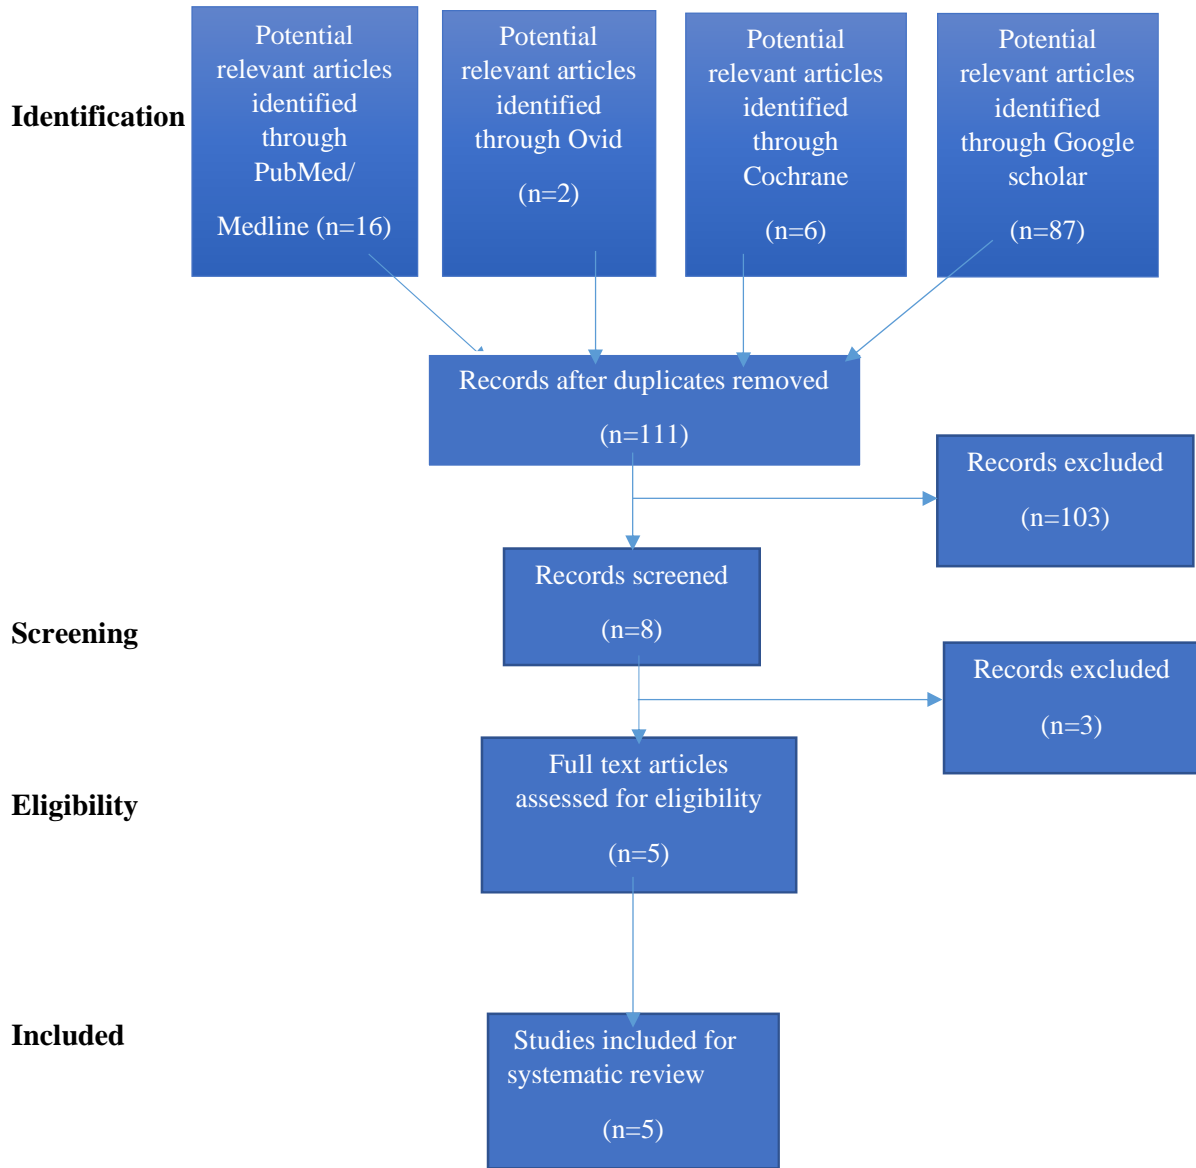 Identification
Potential
relevant articles
identified
through
PubMed/
Medline (n=16)
Potential
relevant articles
identified
through Ovid
(n=2)
Potential
relevant articles
identified
through
Cochrane
(n=6)
Potential
relevant articles
identified
through Google
scholar
(n=87)
Records after duplicates removed
(n=111)
Records excluded
(n=103)
Screening
Records screened
(n=8)
Records excluded
(n=3)
Eligibility
Full text articles
assessed for eligibility
(n=5)
Included
Studies included for
systematic review
(n=5)